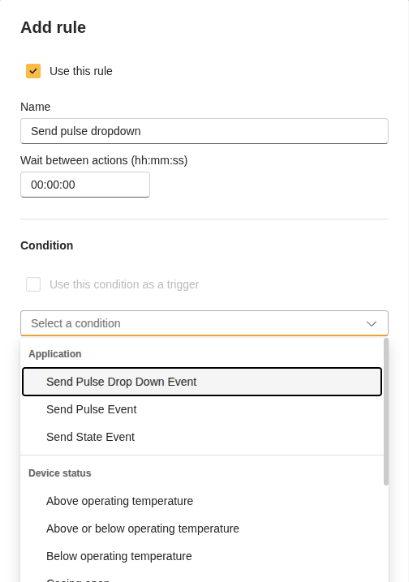 Add rule
Use this rule
Name
Send pulse dropdown
Wait between actions (hh:mm:ss)
00:00:00
Condition
Use this condition as a trigger
Select a condition
Application
Send Pulse Drop Down Event
Send Pulse Event
Send State Event
Device status
Above operating temperature
Above or below operating temperature
Below operating temperature
Casing open